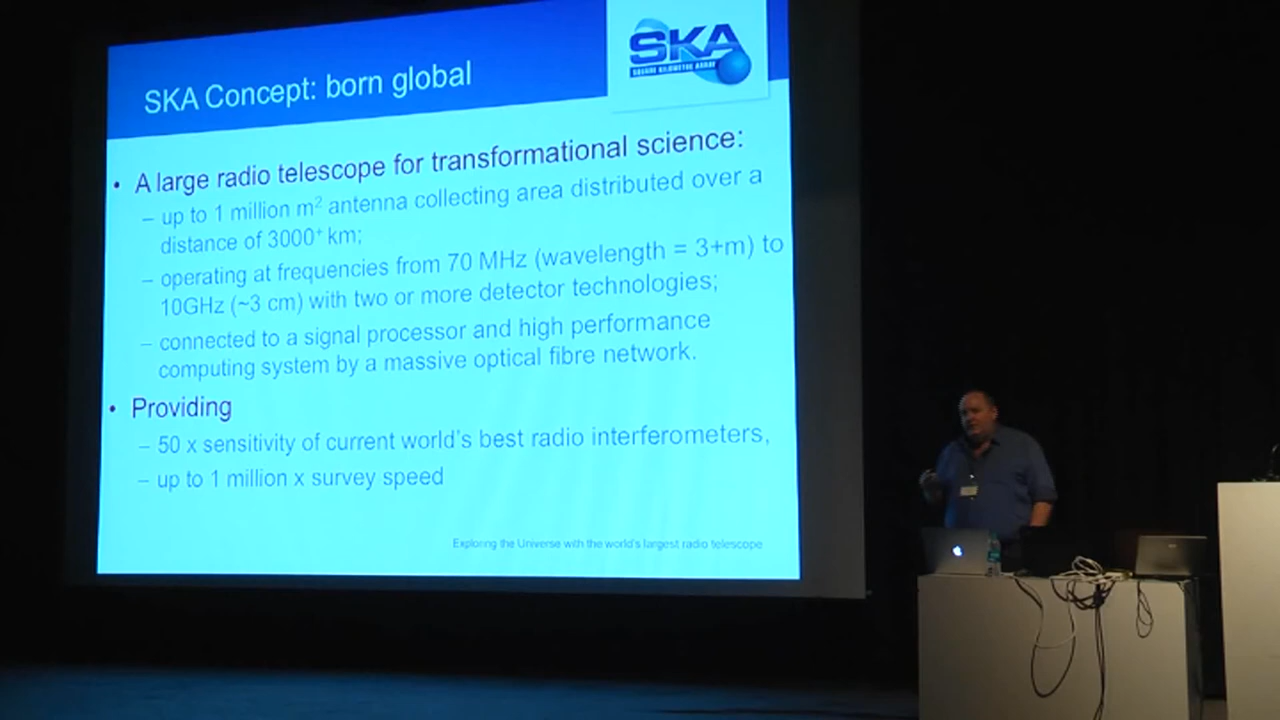 SKA
SQUARE KILOMETRE ARRAY
SKA Concept: born global
• A large radio telescope for transformational science:
– up to 1 million m² antenna collecting area distributed over a
distance of 3000⁺ km;
– operating at frequencies from 70 MHz (wavelength = 3+m) to
10GHz (~3 cm) with two or more detector technologies;
– connected to a signal processor and high performance
computing system by a massive optical fibre network.
• Providing
– 50 x sensitivity of current world's best radio interferometers,
– up to 1 million x survey speed
Exploring the Universe with the world's largest radio telescope